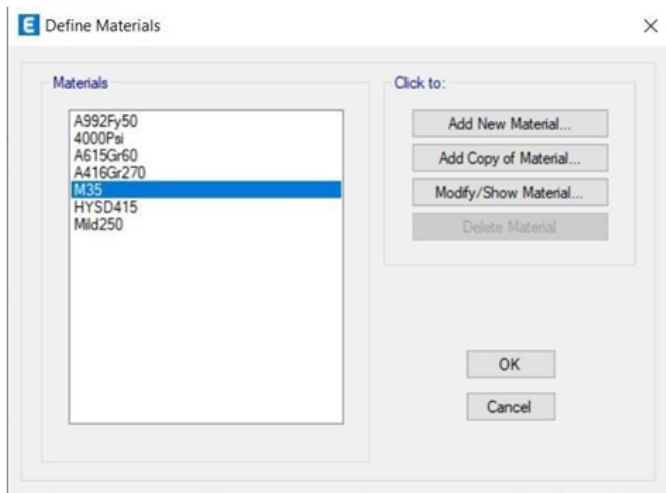 E Define Materials
Materials
A992Fy50
4000Psi
A615Gr60
A416Gr270
M35
HYSD415
Mild250
Click to:
Add New Material...
Add Copy of Material...
Modify/Show Material...
Delete Material
OK
Cancel